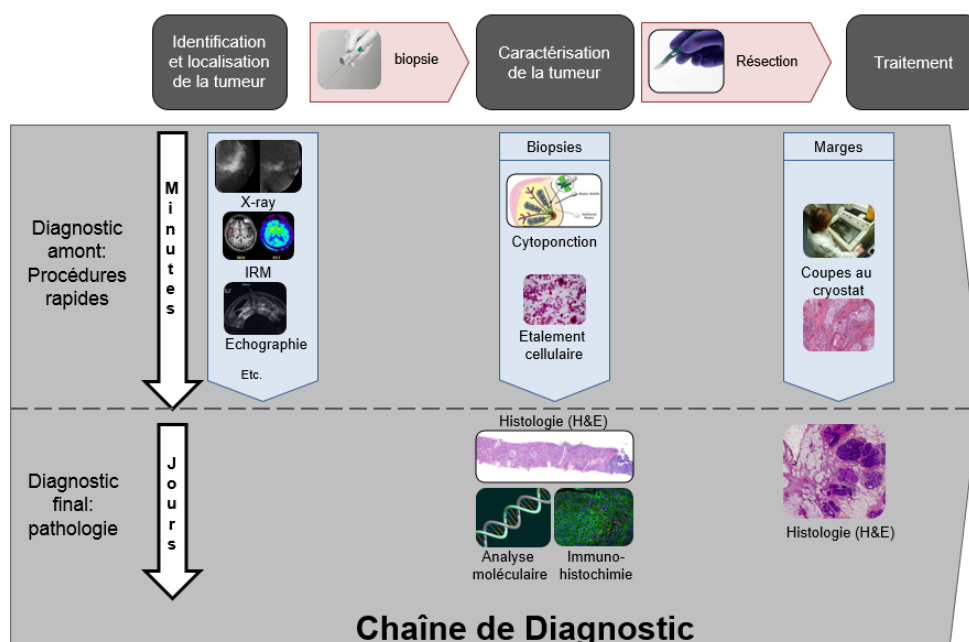 Identification
et localisation
de la tumeur
biopsie
Caractérisation
de la tumeur
Résection
Traitement
Diagnostic
amont:
Procédures
rapides
Minutes
X-ray
IRM
Echographie
Etc.
Biopsies
Cytoponction
Etalement
cellulaire
Marges
Coupes au
cryostat
Diagnostic
final:
pathologie
Jours
Histologie (H&E)
Analyse
moléculaire
Immuno-
histochimie
Histologie (H&E)
Chaîne de Diagnostic